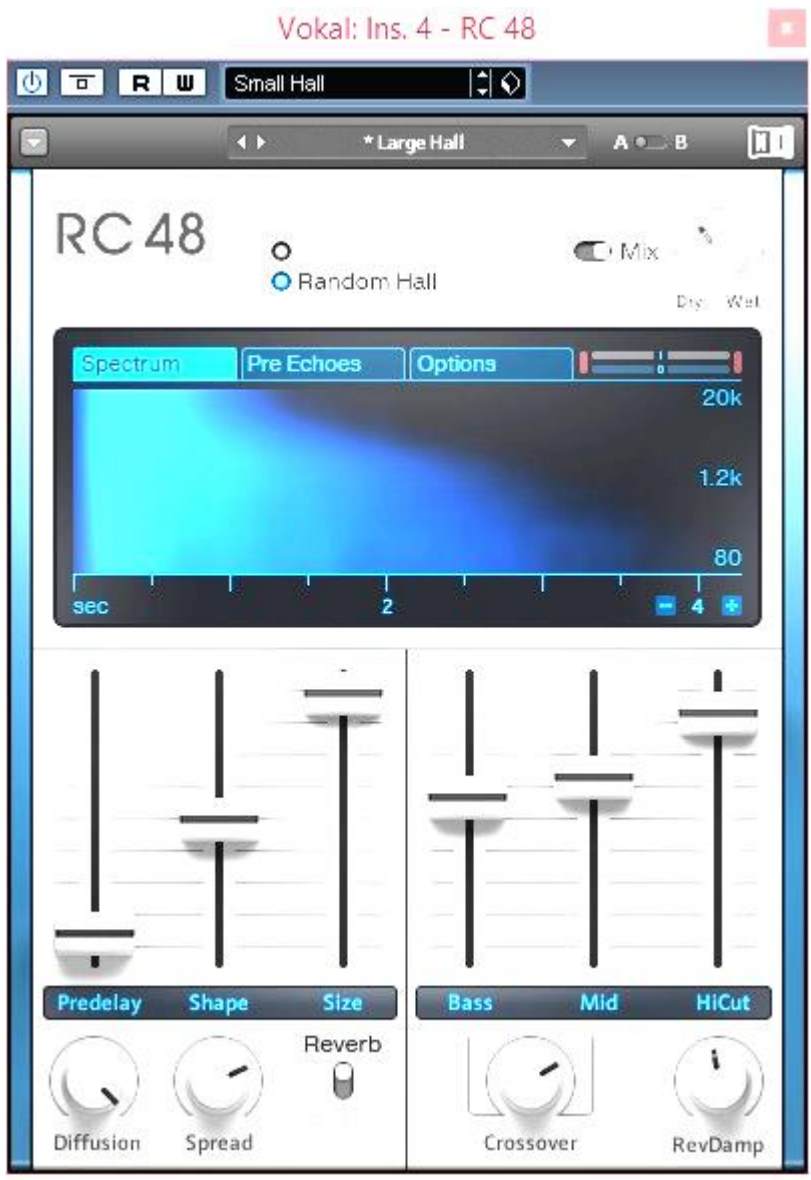 Vokal: Ins. 4 - RC 48
R W Small Hall
* Large Hall A B
RC 48
Mix
Random Hall
Dry Wet
Spectrum Pre Echoes Options
20k
1.2k
80
sec 2 4
Predelay Shape Size Bass Mid HiCut
Reverb
Diffusion Spread Crossover RevDamp